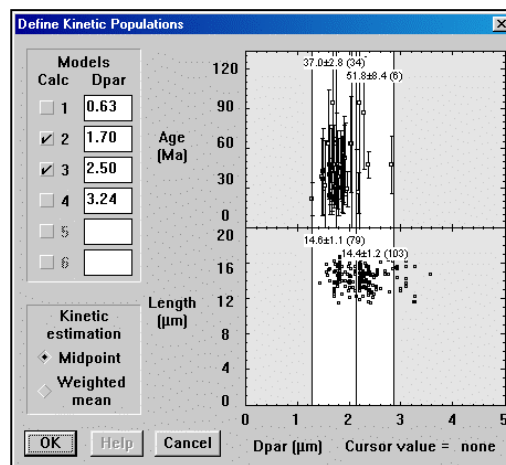 Define Kinetic Populations
Models
Calc Dpar
1 0.63
2 1.70
3 2.50
4 3.24
5
6
Kinetic
estimation
Midpoint
Weighted
mean
OK Help Cancel
Age
(Ma)
120
90
60
30
0
37.0±2.8 (34)
51.8±8.4 (6)
Length
(µm)
20
16
12
8
4
0
14.6±1.1 (79)
14.4±1.2 (103)
0 1 2 3 4 5
Dpar (µm) Cursor value = none